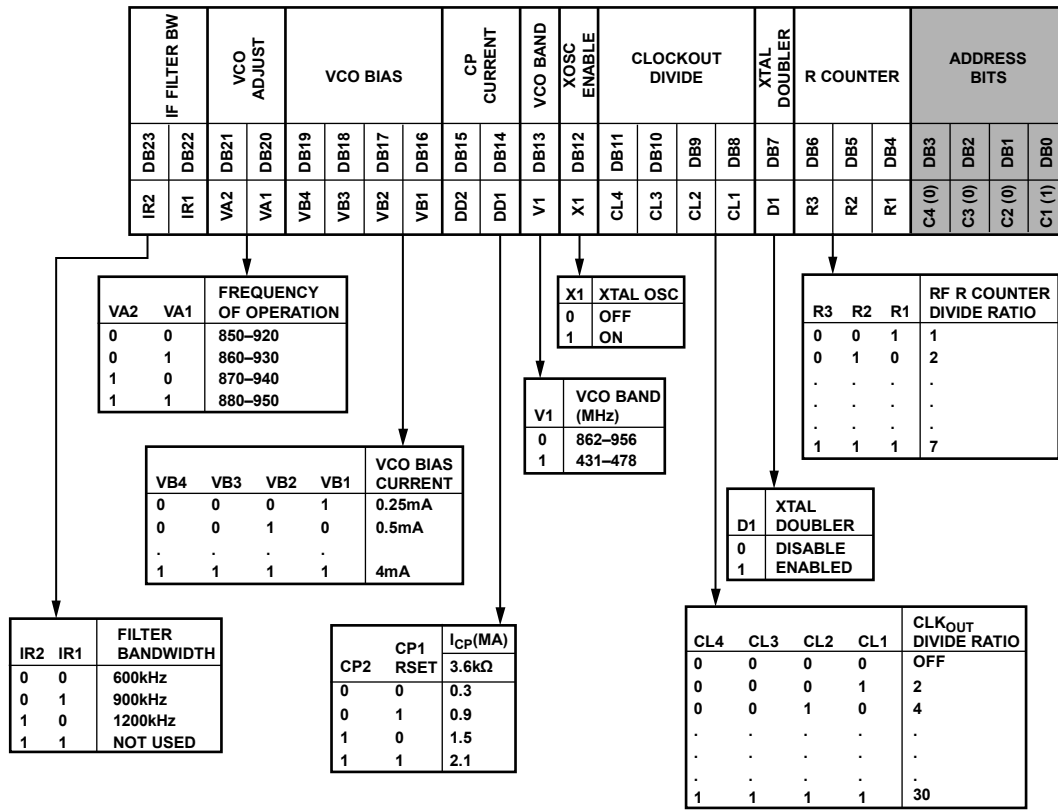 IF FILTER BW
VCO ADJUST
VCO BIAS
CP CURRENT
VCO BAND
XOSC ENABLE
CLOCKOUT DIVIDE
XTAL DOUBLER
R COUNTER
ADDRESS BITS
DB23 DB22 DB21 DB20 DB19 DB18 DB17 DB16 DB15 DB14 DB13 DB12 DB11 DB10 DB9 DB8 DB7 DB6 DB5 DB4 DB3 DB2 DB1 DB0
IR2 IR1 VA2 VA1 VB4 VB3 VB2 VB1 DD2 DD1 V1 X1 CL4 CL3 CL2 CL1 D1 R3 R2 R1 C4 (0) C3 (0) C2 (0) C1 (1)
VA2 VA1 FREQUENCY OF OPERATION
0 0 850–920
0 1 860–930
1 0 870–940
1 1 880–950
X1 XTAL OSC
0 OFF
1 ON
R3 R2 R1 RF R COUNTER DIVIDE RATIO
0 0 1 1
0 1 0 2
. . . .
. . . .
. . . .
1 1 1 7
V1 VCO BAND (MHz)
0 862–956
1 431–478
VB4 VB3 VB2 VB1 VCO BIAS CURRENT
0 0 0 1 0.25mA
0 0 1 0 0.5mA
. . . .
1 1 1 1 4mA
D1 XTAL DOUBLER
0 DISABLE
1 ENABLED
IR2 IR1 FILTER BANDWIDTH
0 0 600kHz
0 1 900kHz
1 0 1200kHz
1 1 NOT USED
CP2 CP1 RSET ICP(MA) 3.6kΩ
0 0 0.3
0 1 0.9
1 0 1.5
1 1 2.1
CL4 CL3 CL2 CL1 CLKOUT DIVIDE RATIO
0 0 0 0 OFF
0 0 0 1 2
0 0 1 0 4
. . . . .
. . . . .
. . . . .
1 1 1 1 30